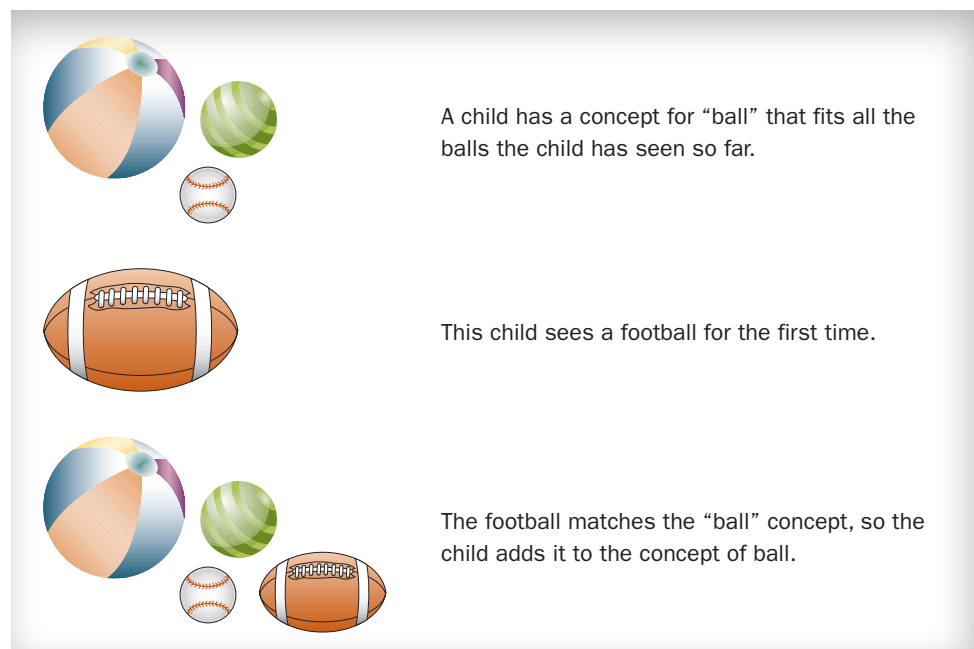 A child has a concept for “ball” that fits all the
balls the child has seen so far.
This child sees a football for the first time.
The football matches the “ball” concept, so the
child adds it to the concept of ball.